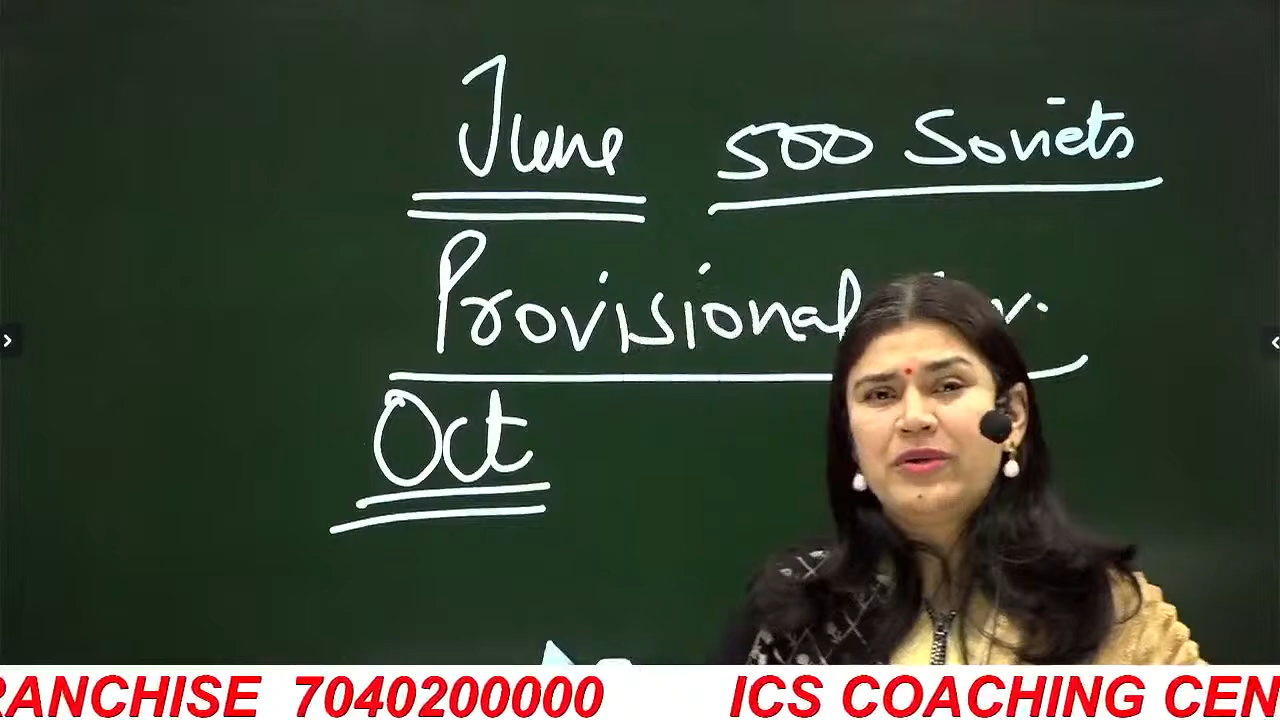 June 500 Soviets
Provisional
Oct
RANCHISE 7040200000 ICS COACHING CEN